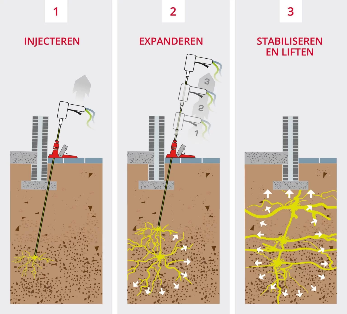 1
INJECTEREN
2
EXPANDEREN
3
2
1
3
STABILISEREN
EN LIFTEN